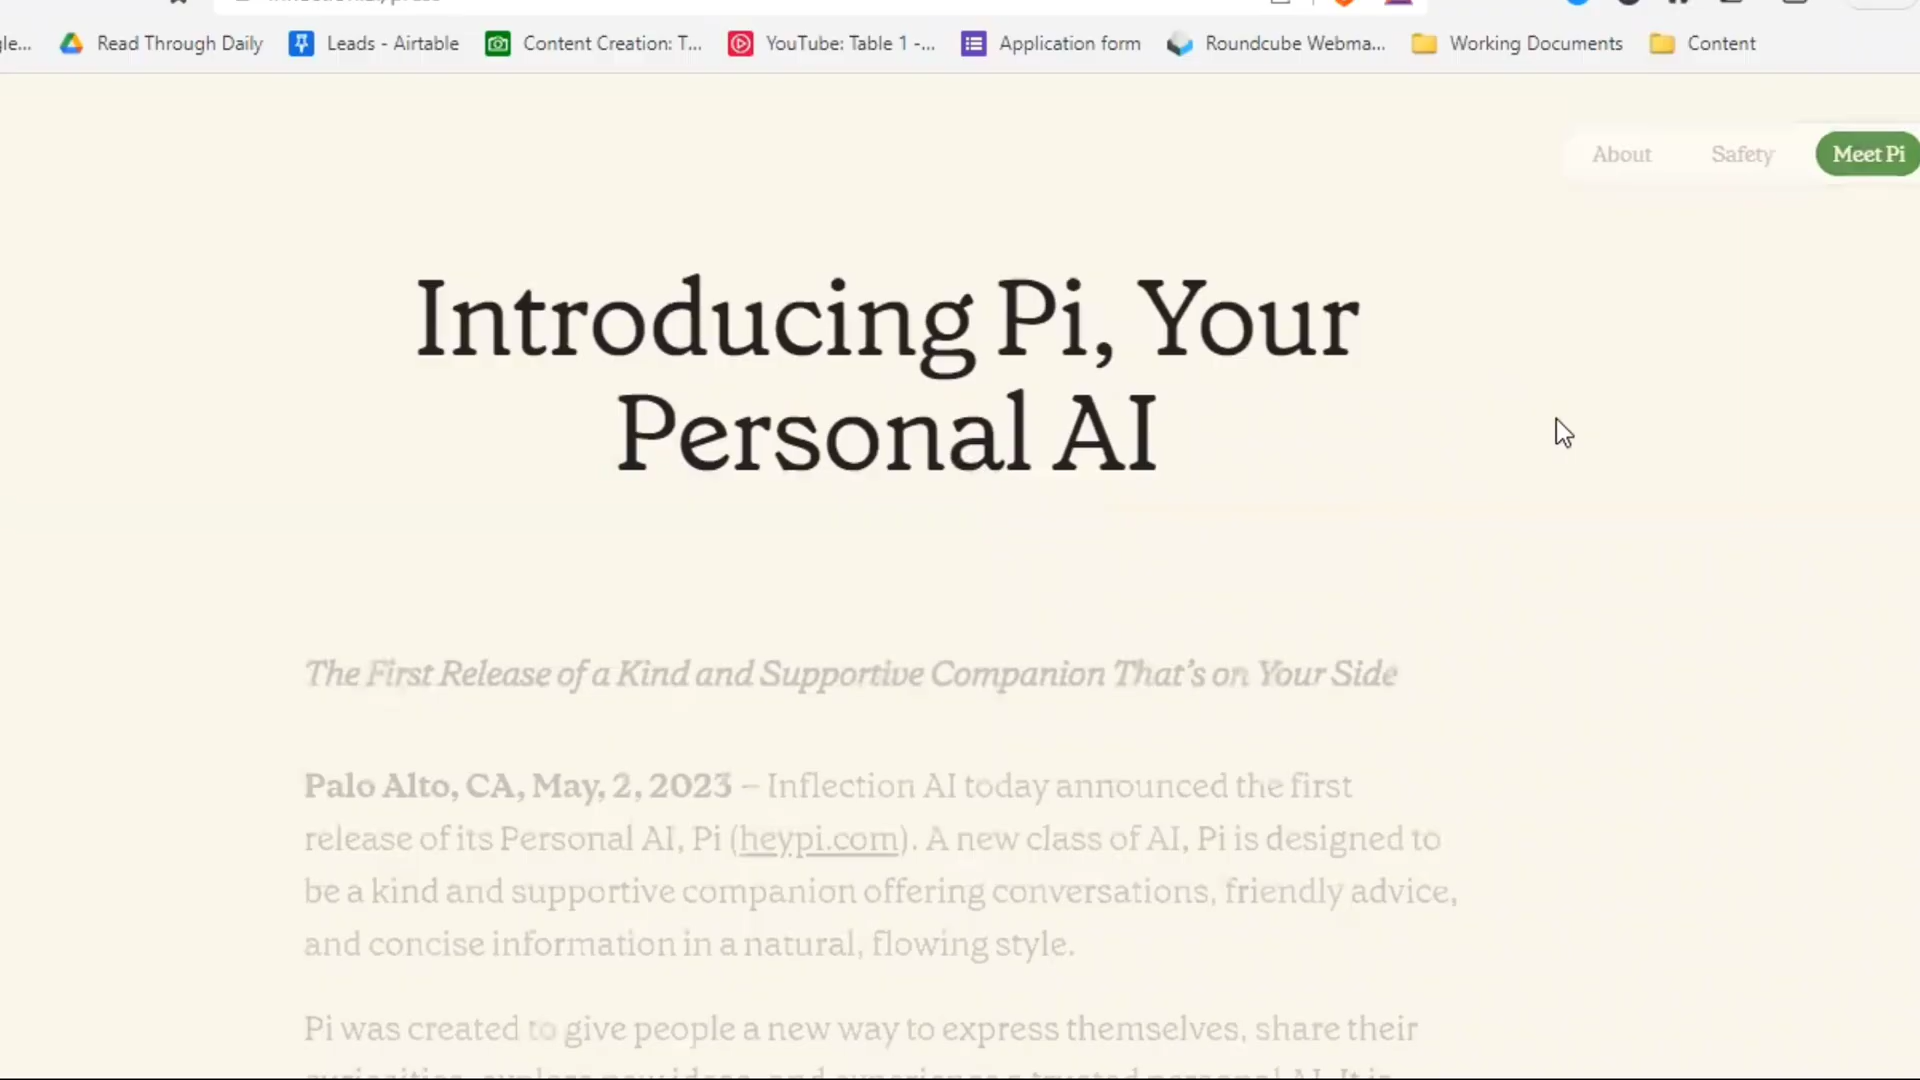 Read Through Daily Leads - Airtable Content Creation: T... YouTube: Table 1 -... Application form Roundcube Webma... Working Documents Content
About Safety Meet Pi
Introducing Pi, Your
Personal AI
The First Release of a Kind and Supportive Companion That's on Your Side
Palo Alto, CA, May, 2, 2023 – Inflection AI today announced the first
release of its Personal AI, Pi (heypi.com). A new class of AI, Pi is designed to
be a kind and supportive companion offering conversations, friendly advice,
and concise information in a natural, flowing style.
Pi was created to give people a new way to express themselves, share their